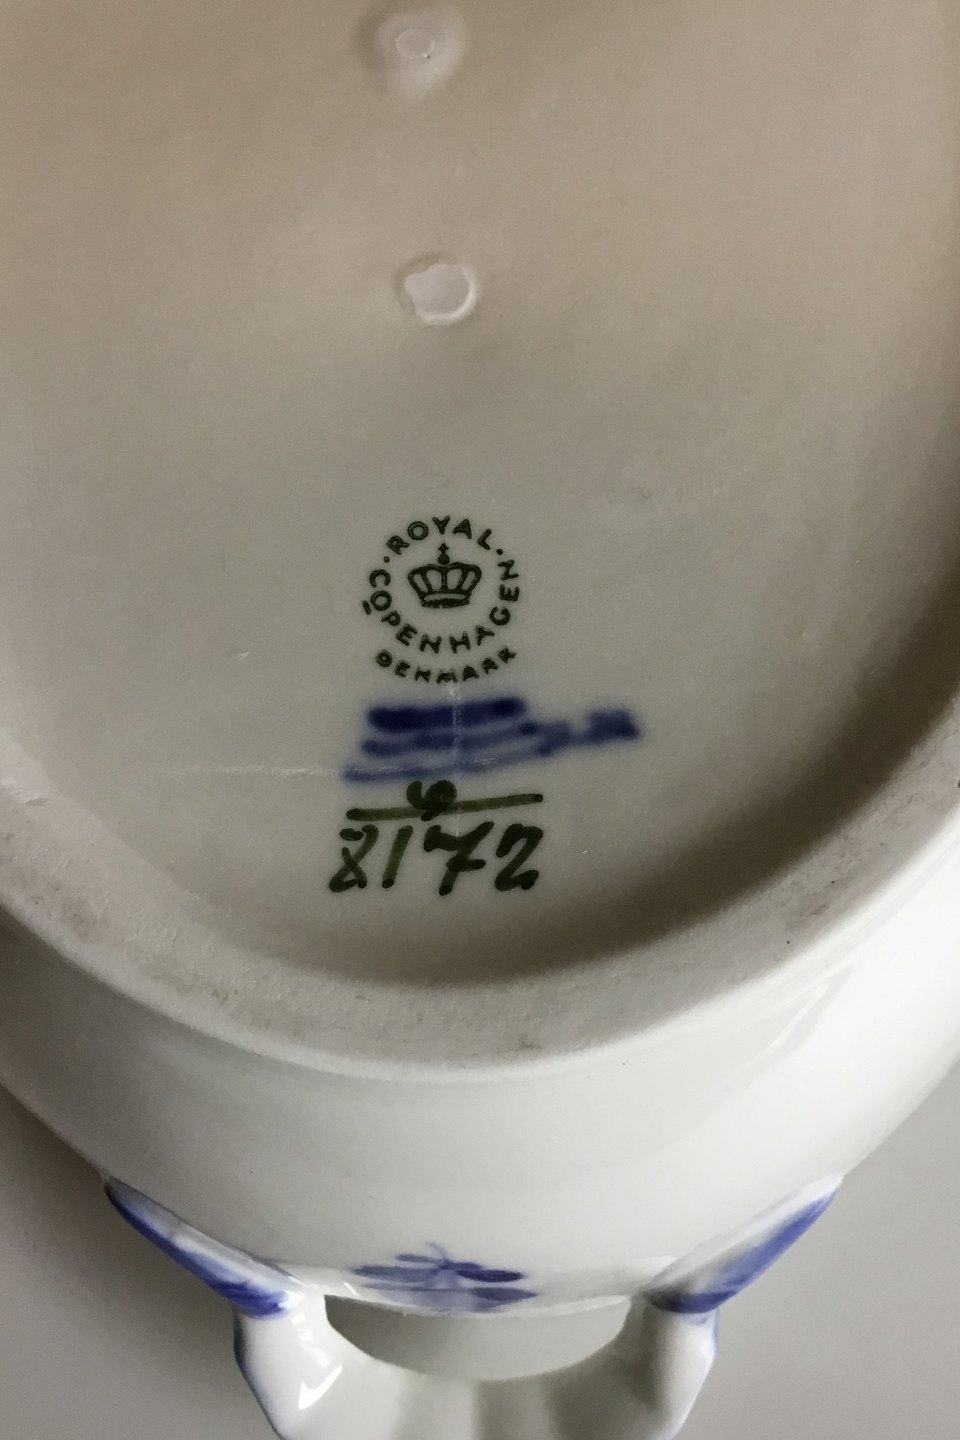 ROYAL
COPENHAGEN
DENMARK
8172